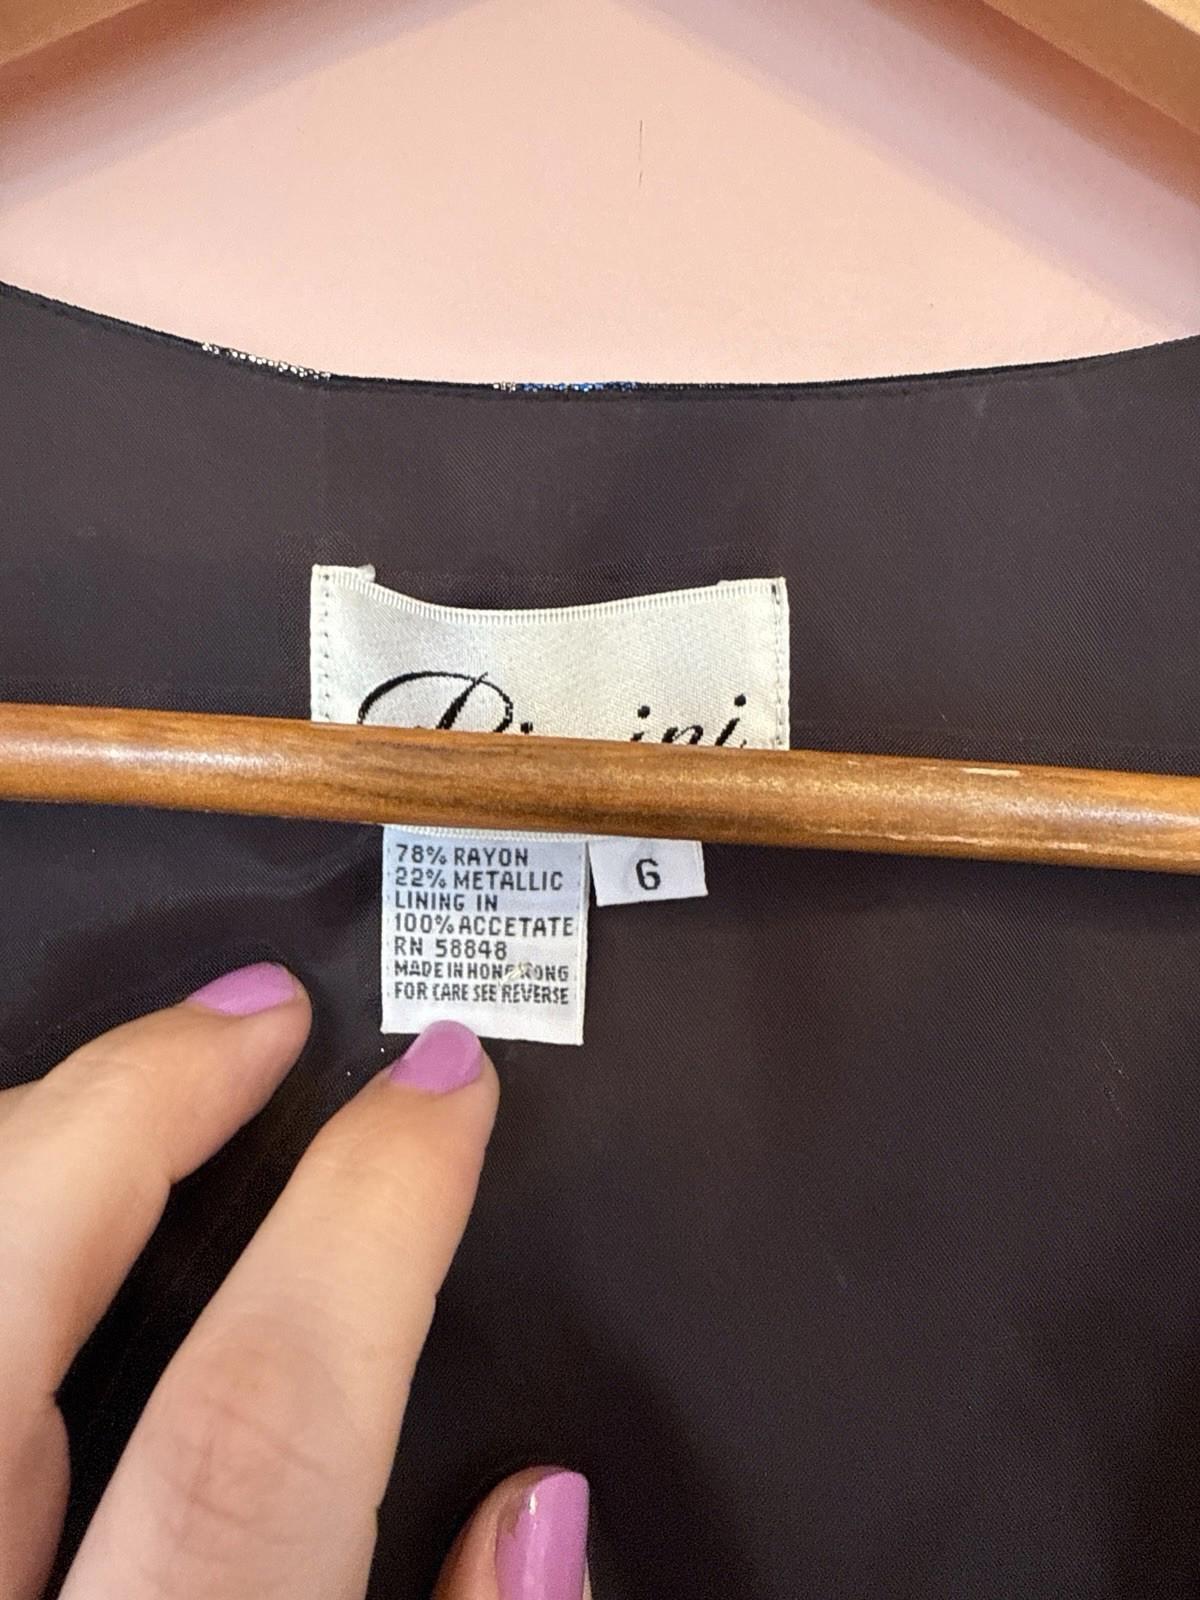 6
78% RAYON
22% METALLIC
LINING IN
100% ACCETATE
RN 58848
MADE IN HONG KONG
FOR CARE SEE REVERSE